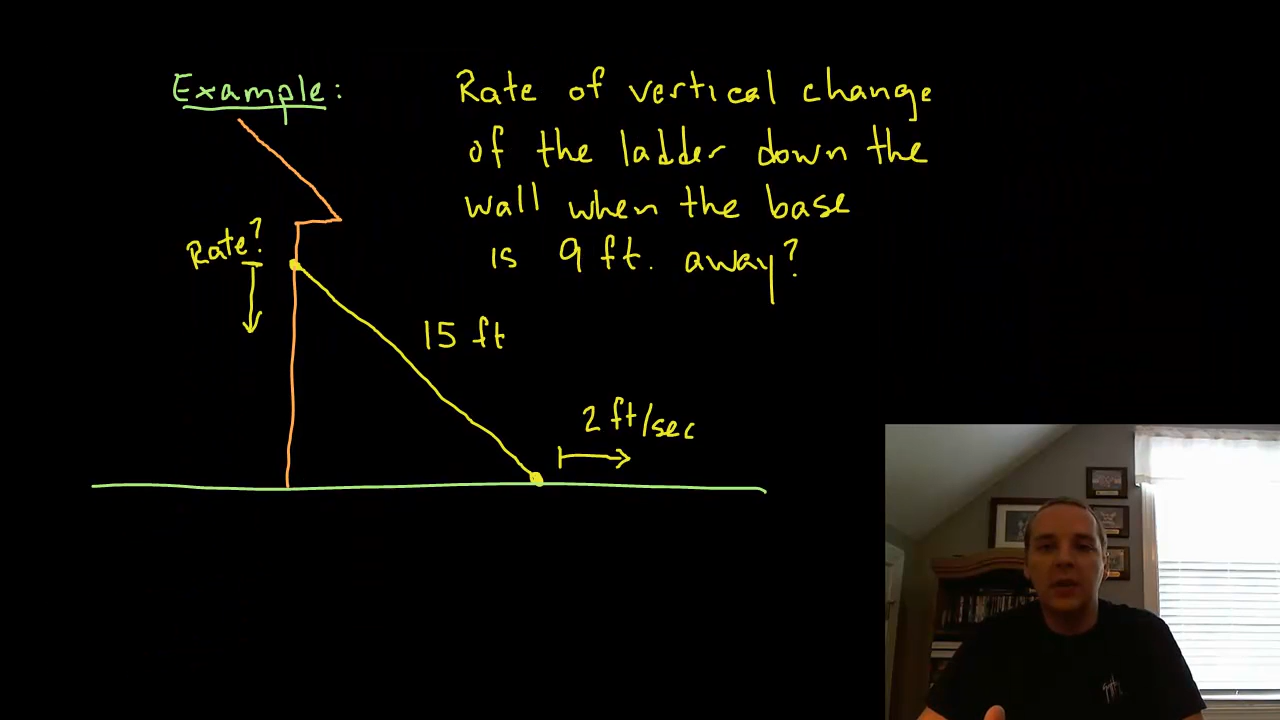 Example:
Rate of vertical change
of the ladder down the
wall when the base
is 9 ft. away?
Rate?
15 ft
2 ft/sec